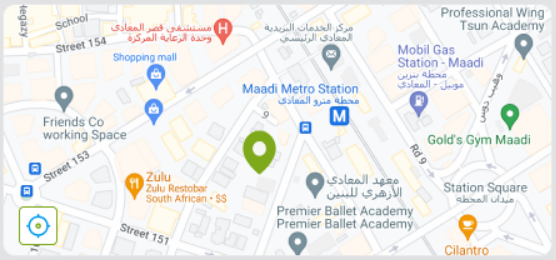 Hegazy
School
Street 154
مستشفى قصر المعادي
وحدة الرعاية المركزة
مركز الخدمات البريدية
المعادي الرئيسي
Professional Wing
Tsun Academy
Shopping mall
Mobil Gas
Station - Maadi
محطة بنزين
موبيل - المعادي
وهيب دوس
Maadi Metro Station
محطة مترو المعادي
Friends Co
working Space
9
M
Gold's Gym Maadi
Rd 9
Street 153
Zulu
Zulu Restobar
South African • $$
معهد المعادي
الأزهري للبنين
Station Square
ميدان المحطة
Premier Ballet Academy
Premier Ballet Academy
Street 151
Cilantro